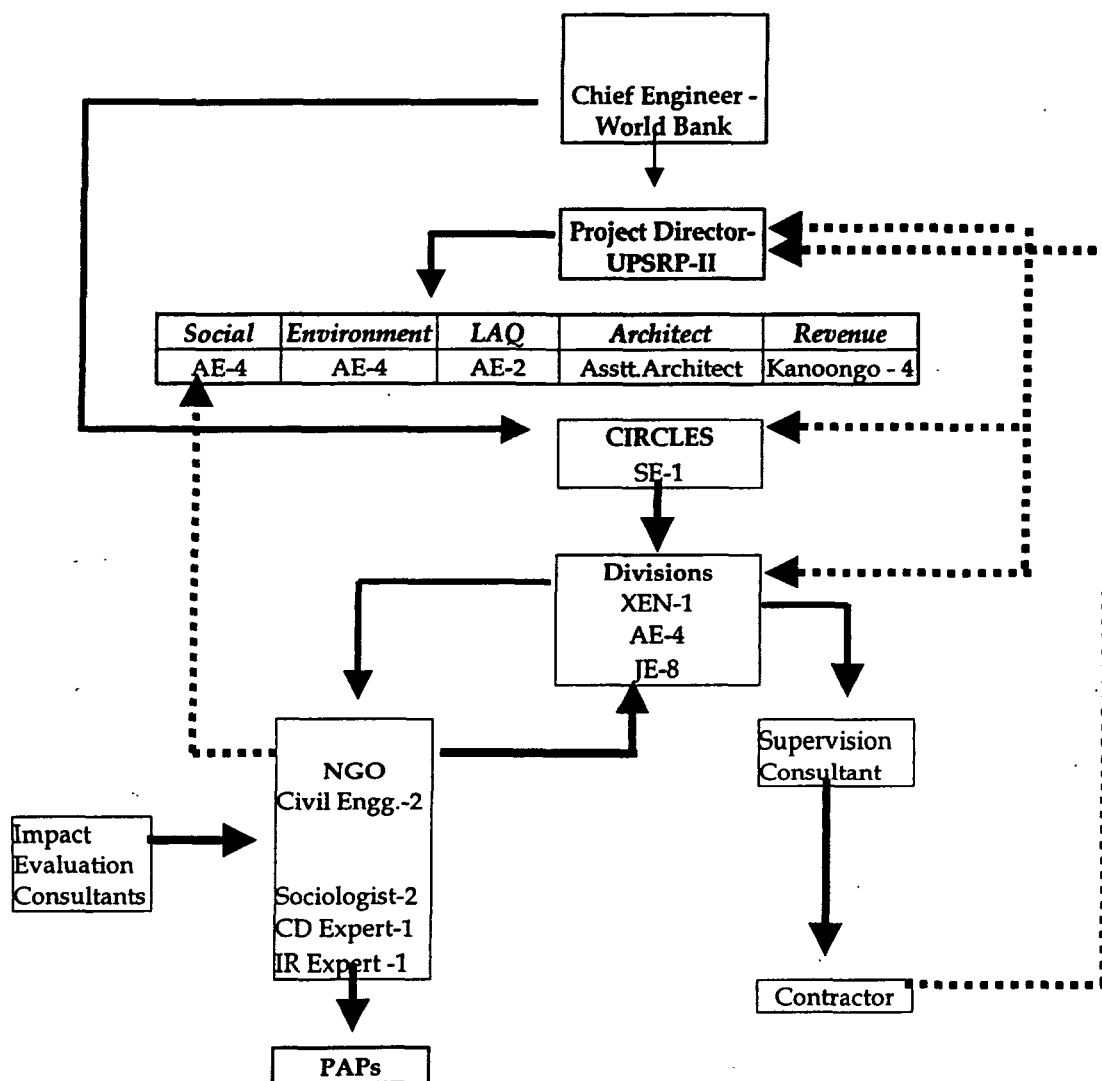 Chief Engineer -
World Bank
Project Director-
UPSRP-II
Social Environment LAQ Architect Revenue
AE-4 AE-4 AE-2 Asstt.Architect Kanoongo - 4
CIRCLES
SE-1
Divisions
XEN-1
AE-4
JE-8
Supervision
Consultant
NGO
Civil Engg.-2
Impact
Evaluation
Consultants
Sociologist-2
CD Expert-1
IR Expert -1
Contractor
PAPs